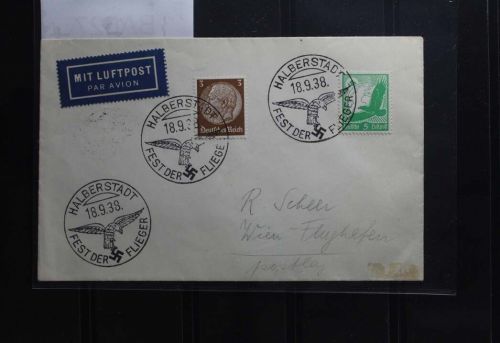 MIT LUFTPOST
PAR AVION
HALBERSTADT
18.9.38.
FEST DER FLIEGER
3 3
Deutsches Reich
HALBERSTADT
18.9.38.
FEST DER FLIEGER
5
HALBERSTADT
18.9.38.
FEST DER FLIEGER
R Scheer
Wien-Flughafen